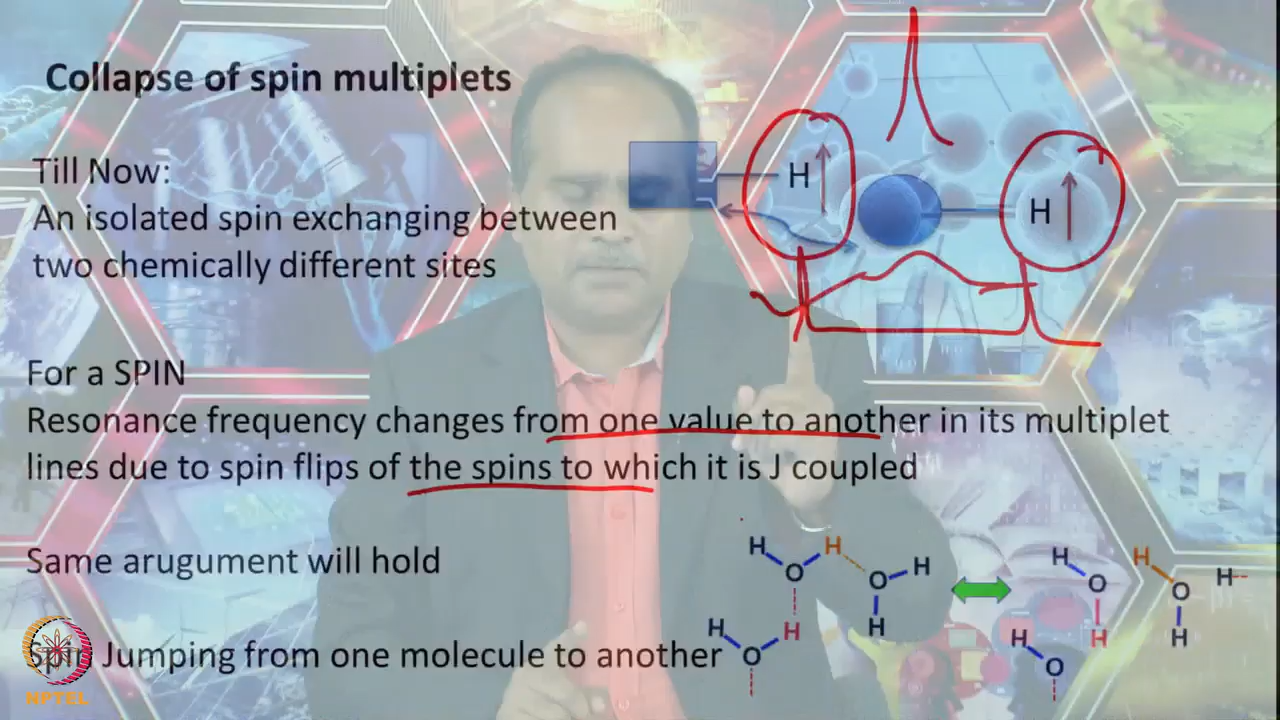 Collapse of spin multiplets
Till Now:
An isolated spin exchanging between
two chemically different sites
H
H
For a SPIN
Resonance frequency changes from one value to another in its multiplet
lines due to spin flips of the spins to which it is J coupled
Same arugument will hold
Spin Jumping from one molecule to another
H H O O H H H O H
H O H H O H H H O
NPTEL